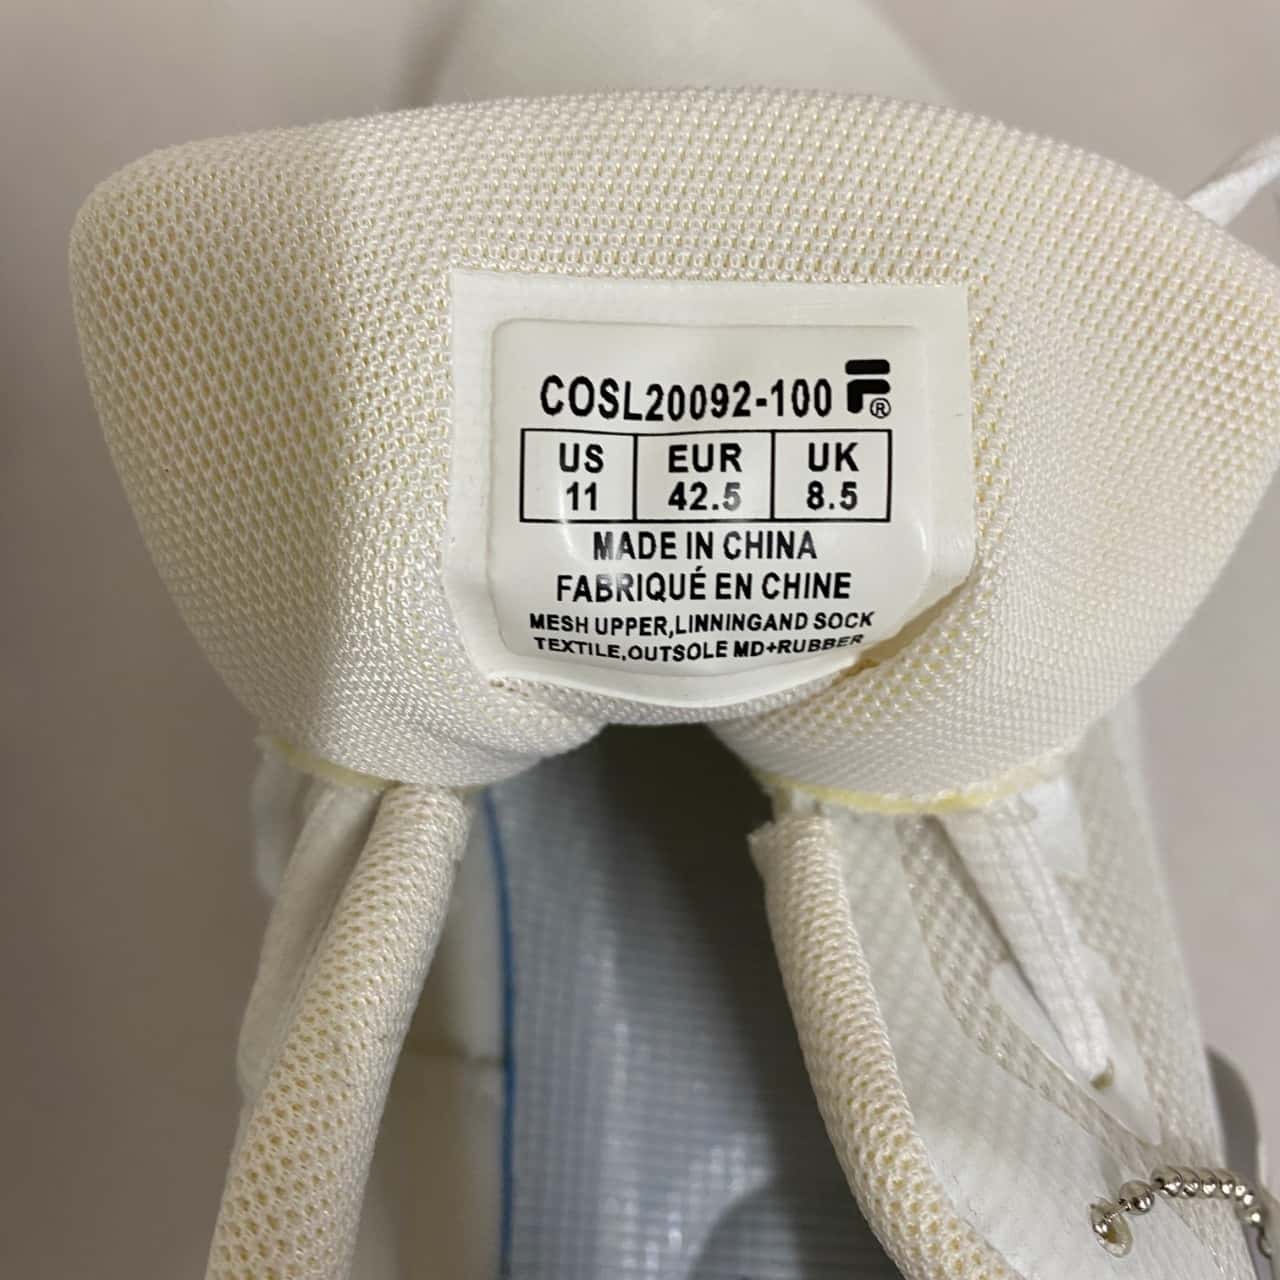 COSL20092-100 F®
US EUR UK
11 42.5 8.5
MADE IN CHINA
FABRIQUÉ EN CHINE
MESH UPPER,LINNINGAND SOCK
TEXTILE,OUTSOLE MD+RUBBER